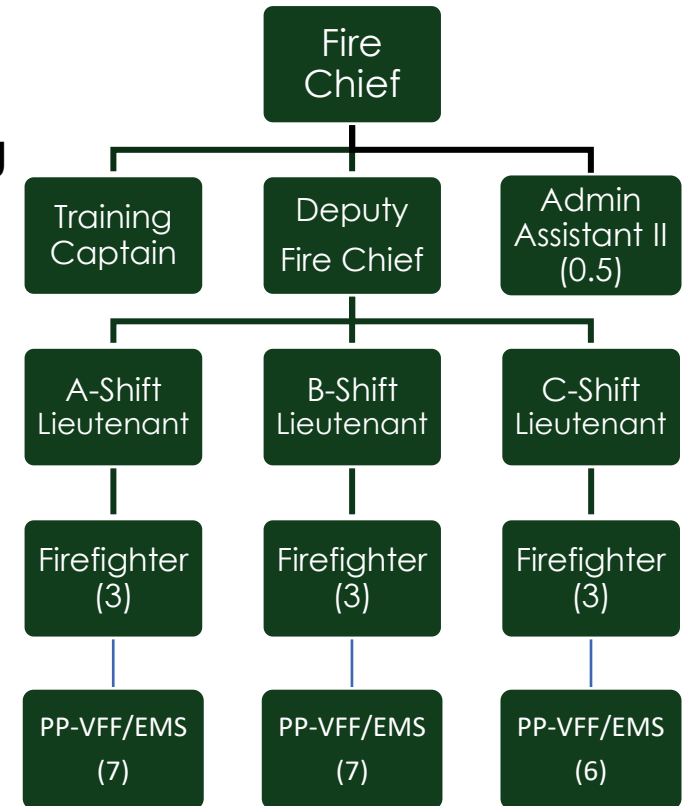 Fire
Chief
g
Training
Captain
Deputy
Fire Chief
Admin
Assistant II
(0.5)
A-Shift
Lieutenant
B-Shift
Lieutenant
C-Shift
Lieutenant
Firefighter
(3)
Firefighter
(3)
Firefighter
(3)
PP-VFF/EMS
(7)
PP-VFF/EMS
(7)
PP-VFF/EMS
(6)